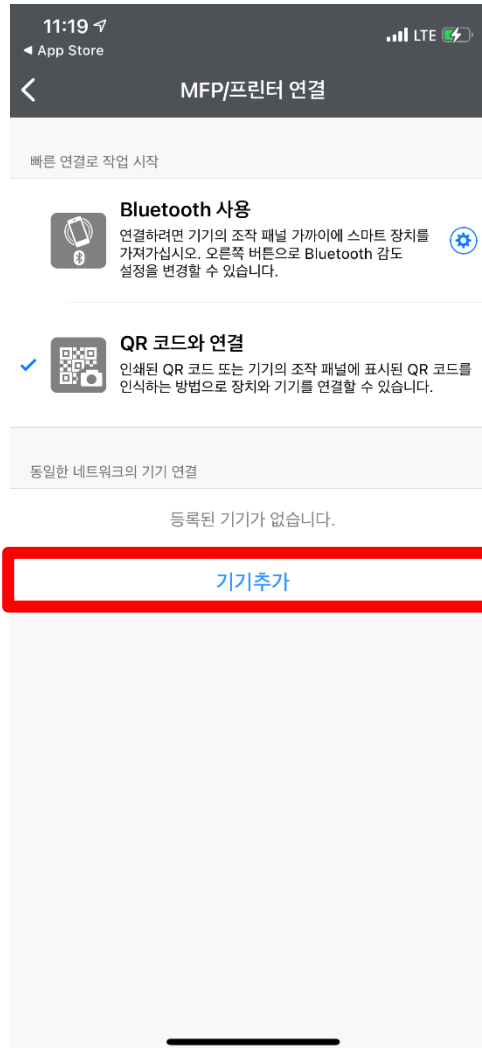 11:19
LTE
◀ App Store
MFP/프린터 연결
빠른 연결로 작업 시작
Bluetooth 사용
연결하려면 기기의 조작 패널 가까이에 스마트 장치를
가져가십시오. 오른쪽 버튼으로 Bluetooth 감도
설정을 변경할 수 있습니다.
QR 코드와 연결
인쇄된 QR 코드 또는 기기의 조작 패널에 표시된 QR 코드를
인식하는 방법으로 장치와 기기를 연결할 수 있습니다.
동일한 네트워크의 기기 연결
등록된 기기가 없습니다.
기기추가